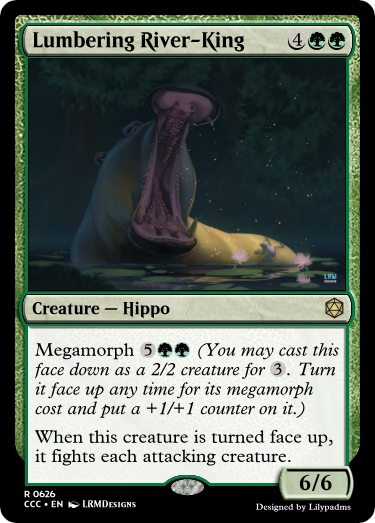 Lumbering River-King 4
LRW
Creature — Hippo
Megamorph 5 (You may cast this
face down as a 2/2 creature for 3. Turn
it face up any time for its megamorph
cost and put a +1/+1 counter on it.)
When this creature is turned face up,
it fights each attacking creature.
6/6
R 0626
CCC • EN LRMDesigns
Designed by Lilypadms